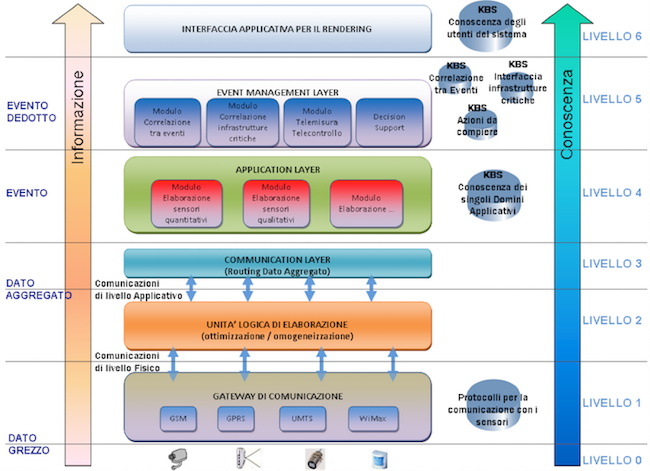 INTERFACCIA APPLICATIVA PER IL RENDERING
KBS
Conoscenza degli
utenti del sistema
LIVELLO 6
Informazione
Conoscenza
EVENTO
DEDOTTO
EVENT MANAGEMENT LAYER
Modulo
Correlazione
tra eventi
Modulo
Correlazione
infrastrutture
critiche
Modulo
Telemisura
Telecontrollo
Decision
Support
KBS
Correlazione
tra Eventi
KBS
Interfaccia
infrastrutture
critiche
KBS
Azioni da
compiere
LIVELLO 5
EVENTO
APPLICATION LAYER
Modulo
Elaborazione
sensori
quantitativi
Modulo
Elaborazione
sensori
qualitativi
Modulo
Elaborazione ...
KBS
Conoscenza dei
singoli Domini
Applicativi
LIVELLO 4
COMMUNICATION LAYER
(Routing Dato Aggregato)
LIVELLO 3
DATO
AGGREGATO
Comunicazioni
di livello Applicativo
UNITA' LOGICA DI ELABORAZIONE
(ottimizzazione / omogeneizzazione)
LIVELLO 2
Comunicazioni
di livello Fisico
GATEWAY DI COMUNICAZIONE
GSM
GPRS
UMTS
WiMax
Protocolli per la
comunicazione con i
sensori
LIVELLO 1
DATO
GREZZO
LIVELLO 0